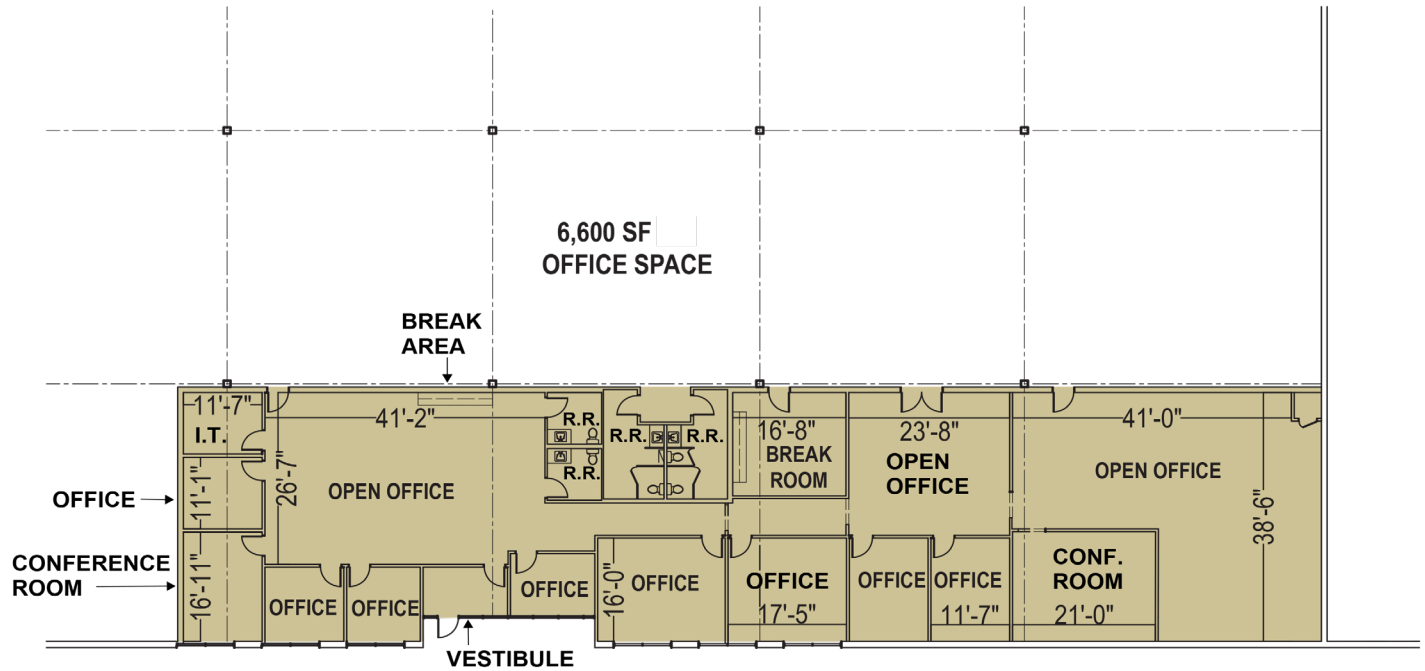 6,600 SF
OFFICE SPACE
BREAK
AREA
11'-7"
I.T.
41'-2"
R.R.
R.R.
R.R.
R.R.
16'-8"
BREAK
ROOM
23'-8"
OPEN
OFFICE
41'-0"
OPEN OFFICE
OFFICE
11'-1"
26'-7"
OPEN OFFICE
38'-6"
CONFERENCE
ROOM
16'-11"
OFFICE
OFFICE
OFFICE
16'-0"
OFFICE
OFFICE
17'-5"
OFFICE
OFFICE
11'-7"
CONF.
ROOM
21'-0"
VESTIBULE